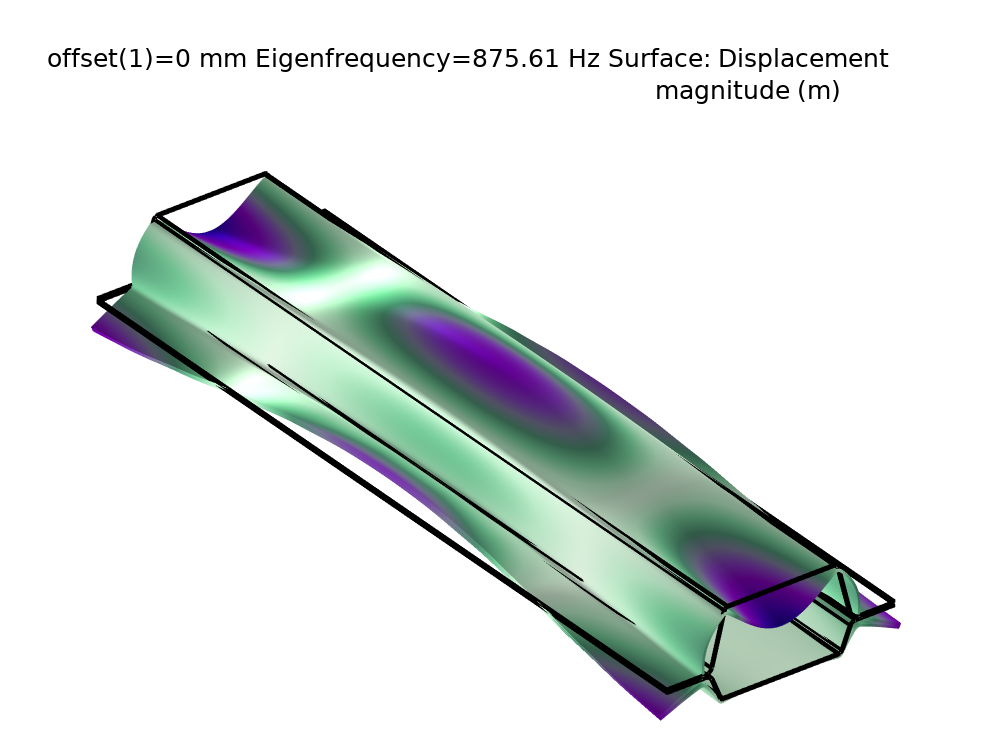 offset(1)=0 mm Eigenfrequency=875.61 Hz Surface: Displacement
magnitude (m)